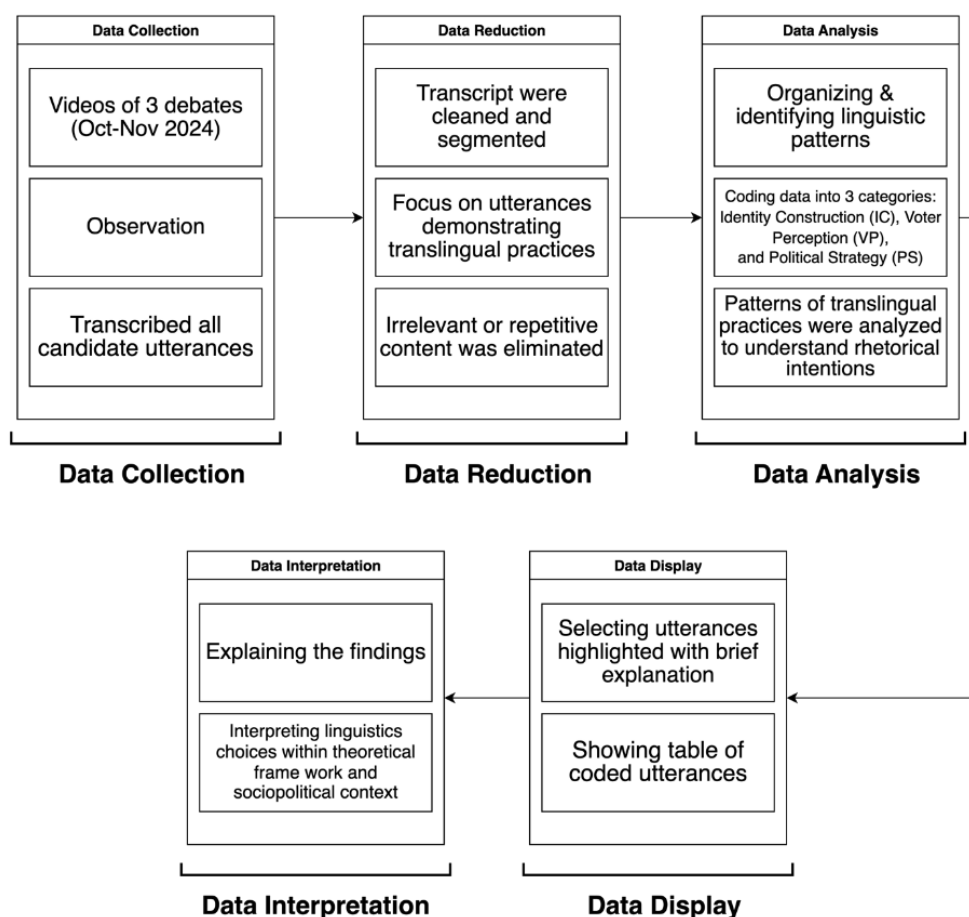 Data Collection
Videos of 3 debates
(Oct-Nov 2024)
Observation
Transcribed all
candidate utterances
Data Collection
Data Reduction
Transcript were
cleaned and
segmented
Focus on utterances
demonstrating
translingual practices
Irrelevant or repetitive
content was eliminated
Data Reduction
Data Analysis
Organizing &
identifying linguistic
patterns
Coding data into 3 categories:
Identity Construction (IC), Voter
Perception (VP),
and Political Strategy (PS)
Patterns of translingual
practices were analyzed
to understand rhetorical
intentions
Data Analysis
Data Display
Selecting utterances
highlighted with brief
explanation
Showing table of
coded utterances
Data Display
Data Interpretation
Explaining the findings
Interpreting linguistics
choices within theoretical
frame work and
sociopolitical context
Data Interpretation